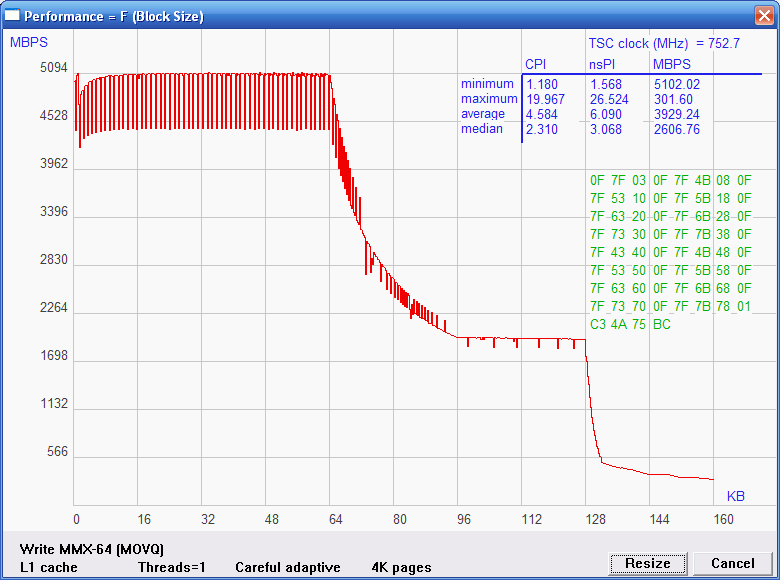 Performance = F (Block Size)
MBPS
TSC clock (MHz) = 752.7
CPI nsPI MBPS
minimum 1.180 1.568 5102.02
maximum 19.967 26.524 301.60
average 4.584 6.090 3929.24
median 2.310 3.068 2606.76
5094
4528
3962
3396
2830
2264
1698
1132
566
0F 7F 03 0F 7F 4B 08 0F
7F 53 10 0F 7F 5B 18 0F
7F 63 20 0F 7F 6B 28 0F
7F 73 30 0F 7F 7B 38 0F
7F 43 40 0F 7F 4B 48 0F
7F 53 50 0F 7F 5B 58 0F
7F 63 60 0F 7F 6B 68 0F
7F 73 70 0F 7F 7B 78 01
C3 4A 75 BC
KB
0 16 32 48 64 80 96 112 128 144 160
Write MMX-64 (MOVQ)
L1 cache Threads=1 Careful adaptive 4K pages
Resize Cancel